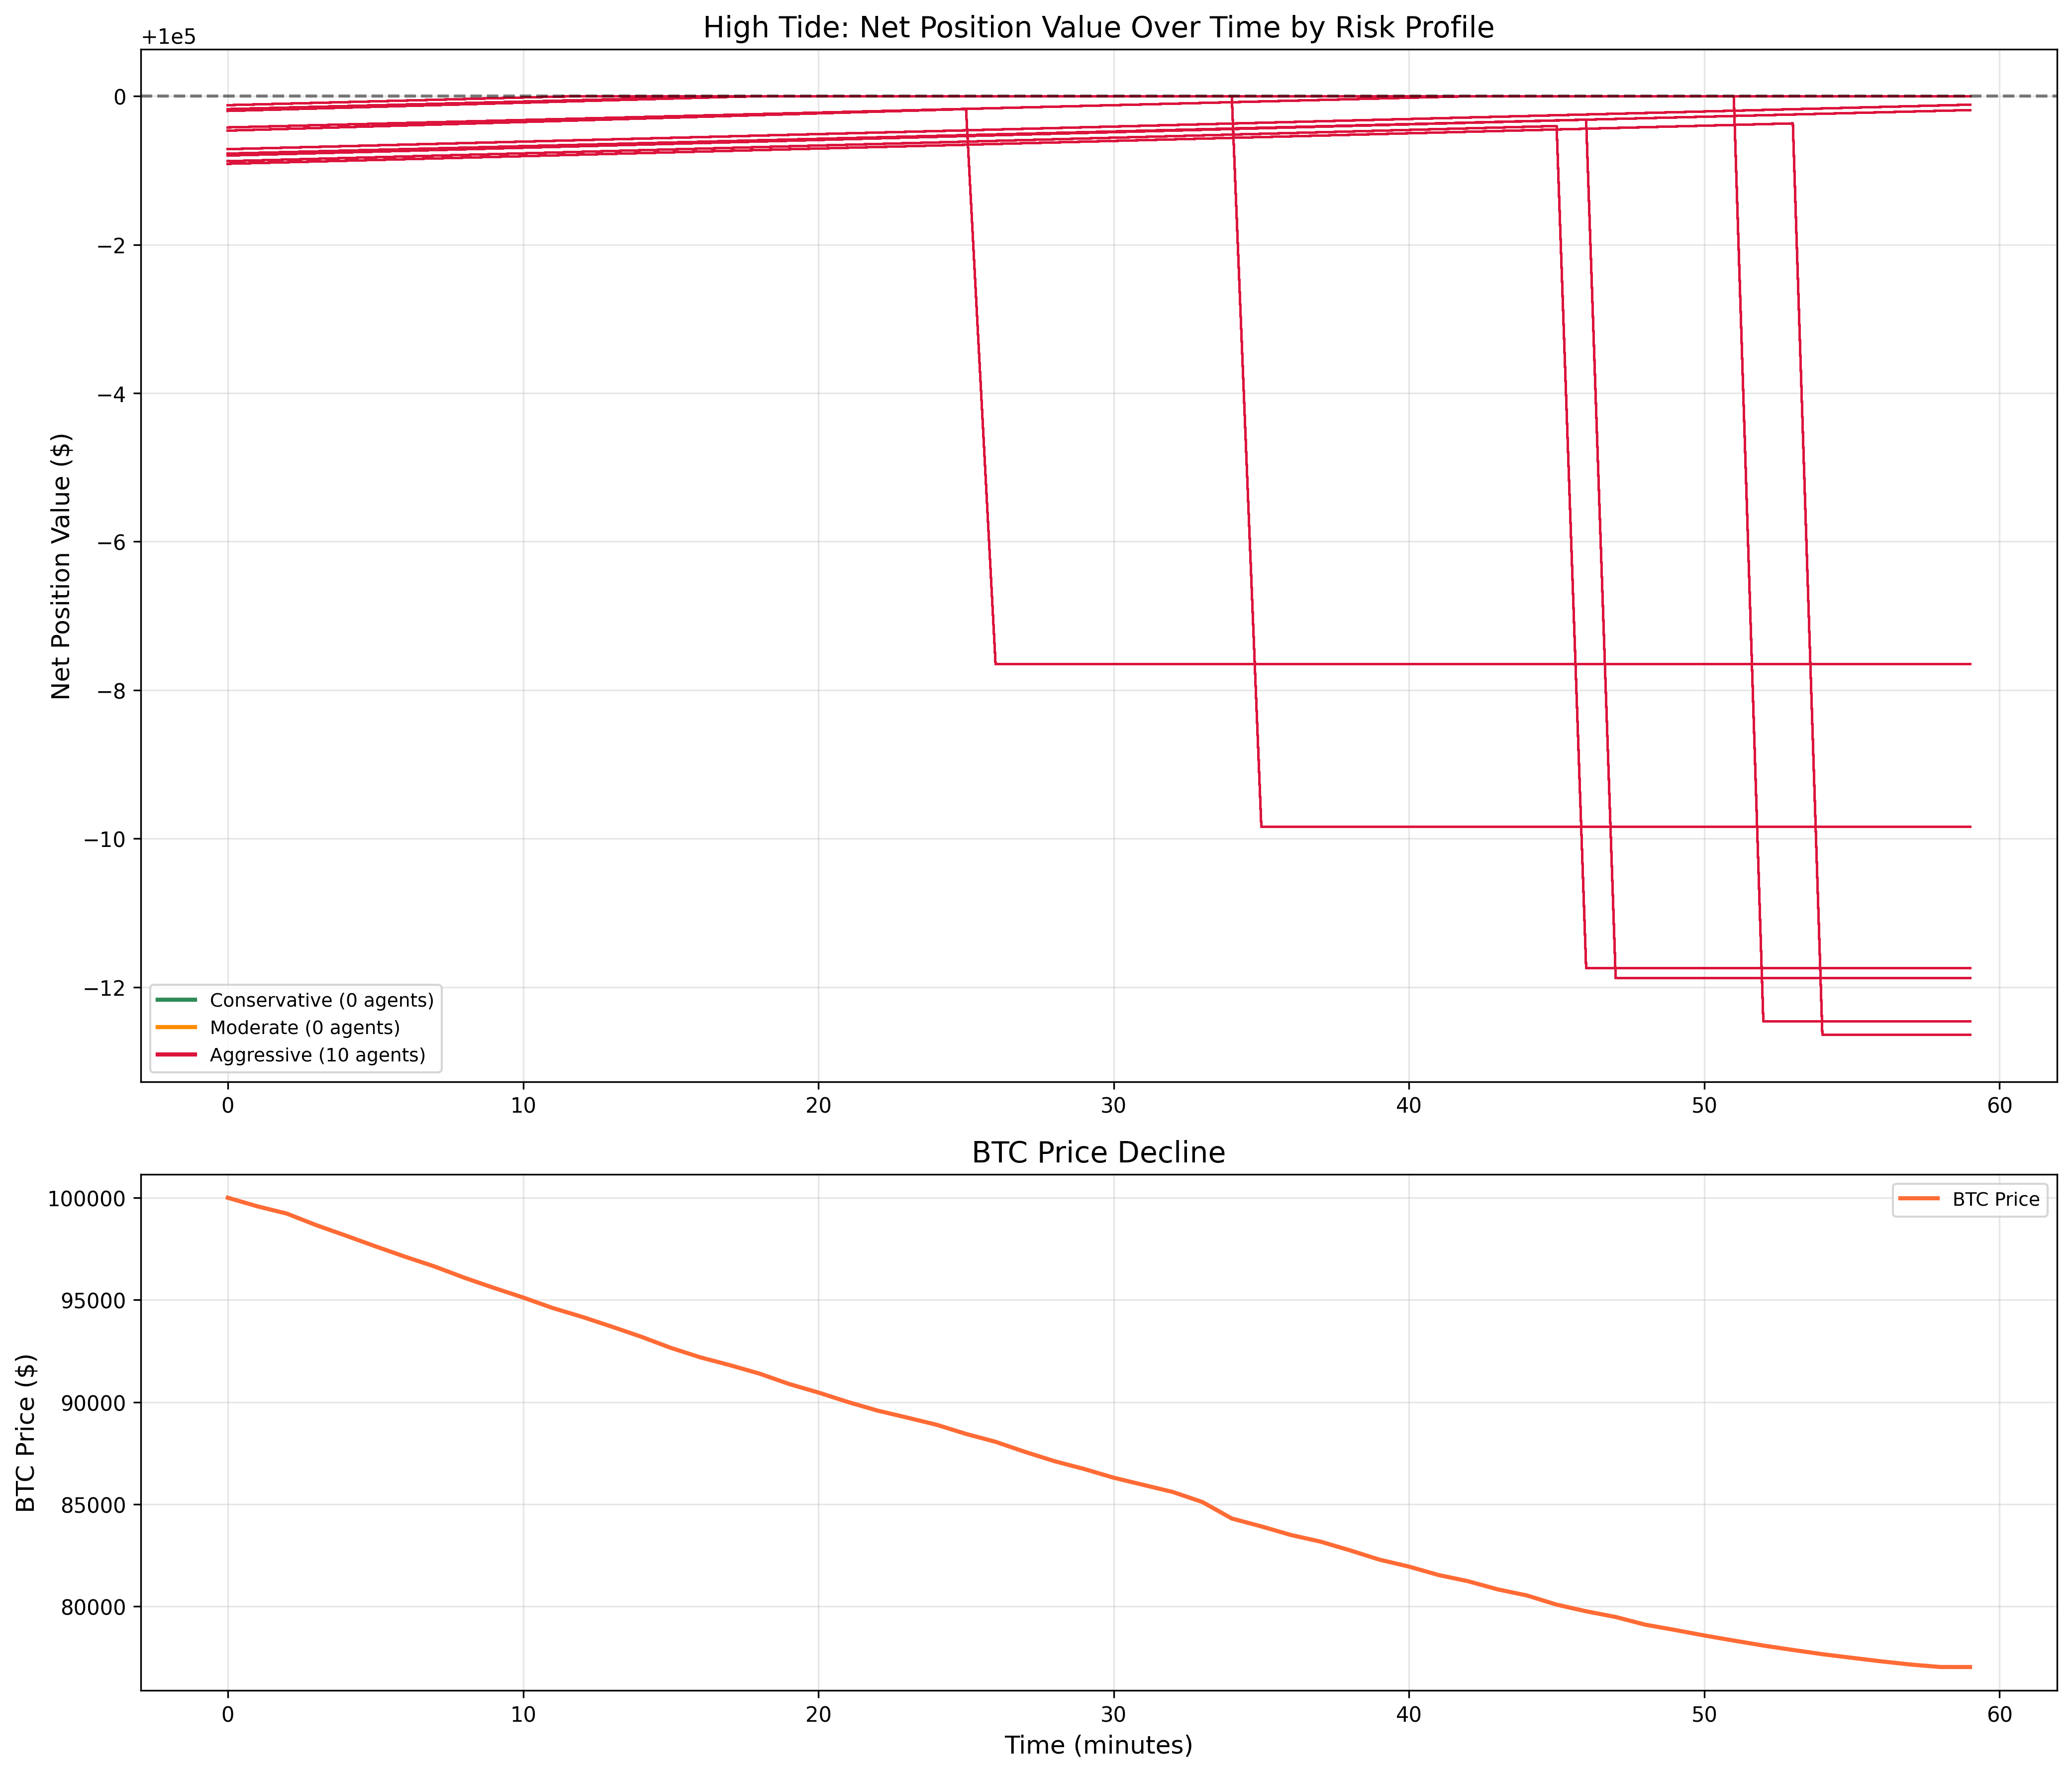 High Tide: Net Position Value Over Time by Risk Profile
+1e5
0
−2
−4
−6
−8
−10
−12
Net Position Value ($)
Conservative (0 agents)
Moderate (0 agents)
Aggressive (10 agents)
0 10 20 30 40 50 60
BTC Price Decline
100000
95000
90000
85000
80000
BTC Price ($)
BTC Price
0 10 20 30 40 50 60
Time (minutes)